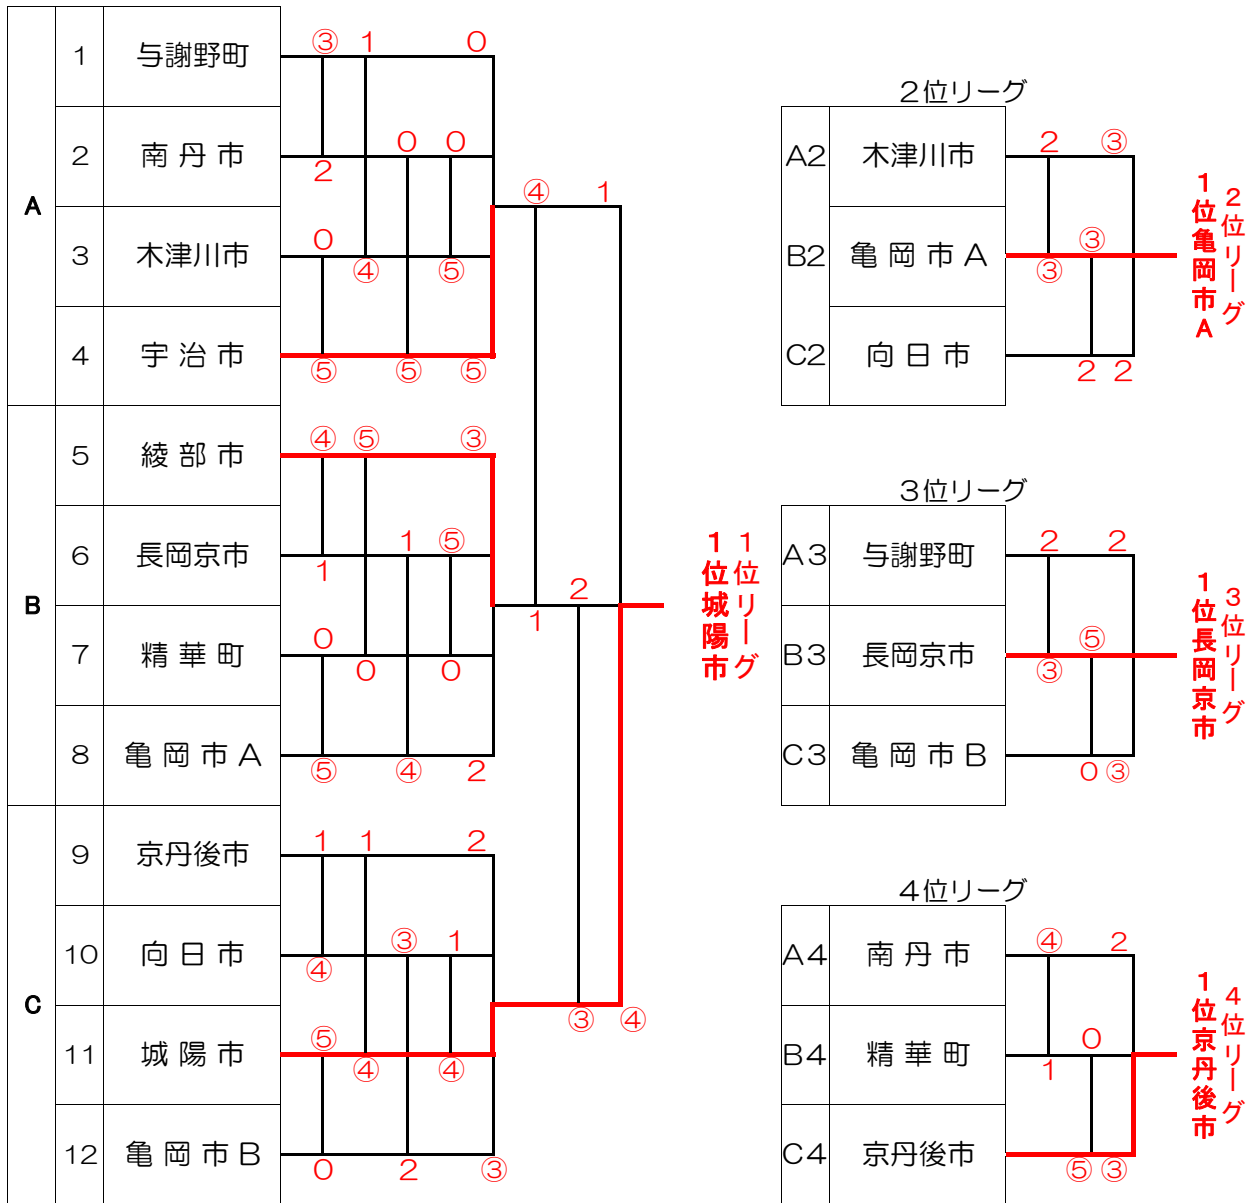 A
1 与謝野町 ③ 1 0
2 南丹市 2 0 0
3 木津川市 0 ④ ⑤
4 宇治市 ⑤ ⑤ ⑤
B
5 綾部市 ④ ⑤ ③
6 長岡京市 1 1 ⑤
7 精華町 0 0 0
8 亀岡市A ⑤ ④ 2
C
9 京丹後市 1 1 2
10 向日市 ④ ③ 1
11 城陽市 ⑤ ④ ④
12 亀岡市B 0 2 ③
④ 1
1 2
③ ④
1位リーグ
1位城陽市
2位リーグ
A2 木津川市 2 ③
B2 亀岡市A ③ ③
C2 向日市 2 2
2位リーグ
1位亀岡市A
3位リーグ
A3 与謝野町 2 2
B3 長岡京市 ③ ⑤
C3 亀岡市B 0 ③
3位リーグ
1位長岡京市
4位リーグ
A4 南丹市 ④ 2
B4 精華町 1 0
C4 京丹後市 ⑤ ③
4位リーグ
1位京丹後市